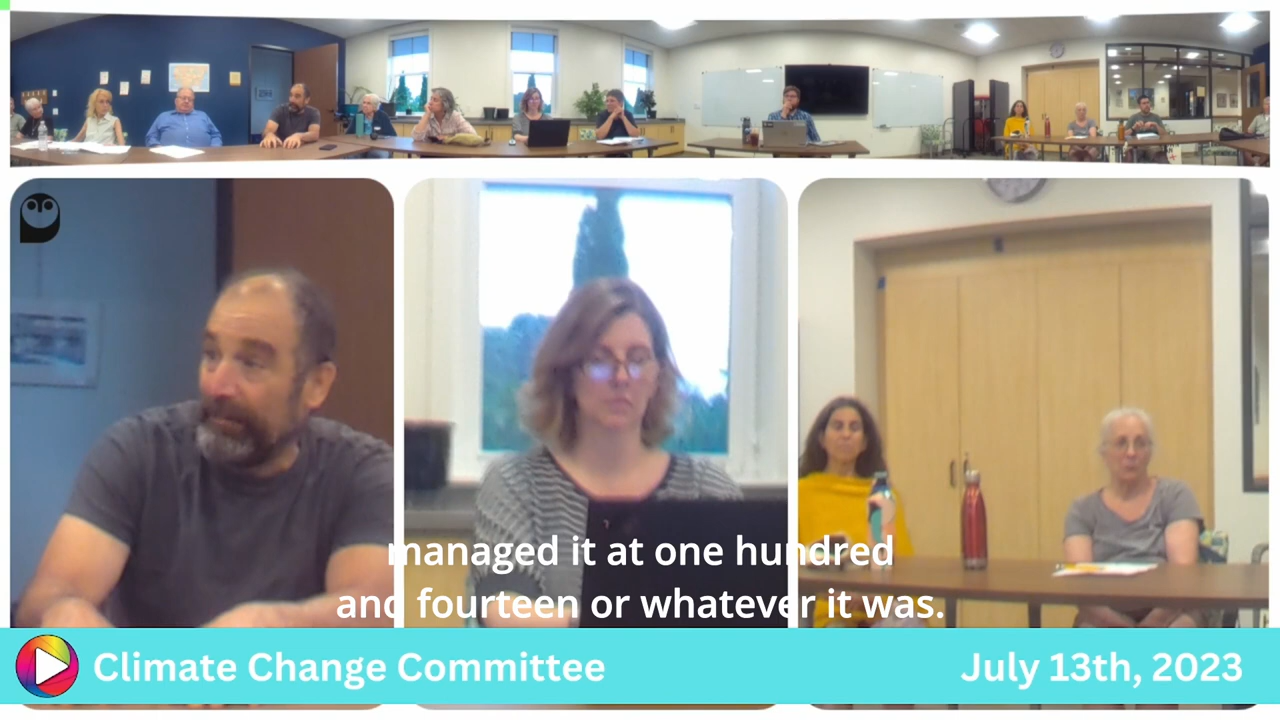 managed it at one hundred
and fourteen or whatever it was.
Climate Change Committee
July 13th, 2023